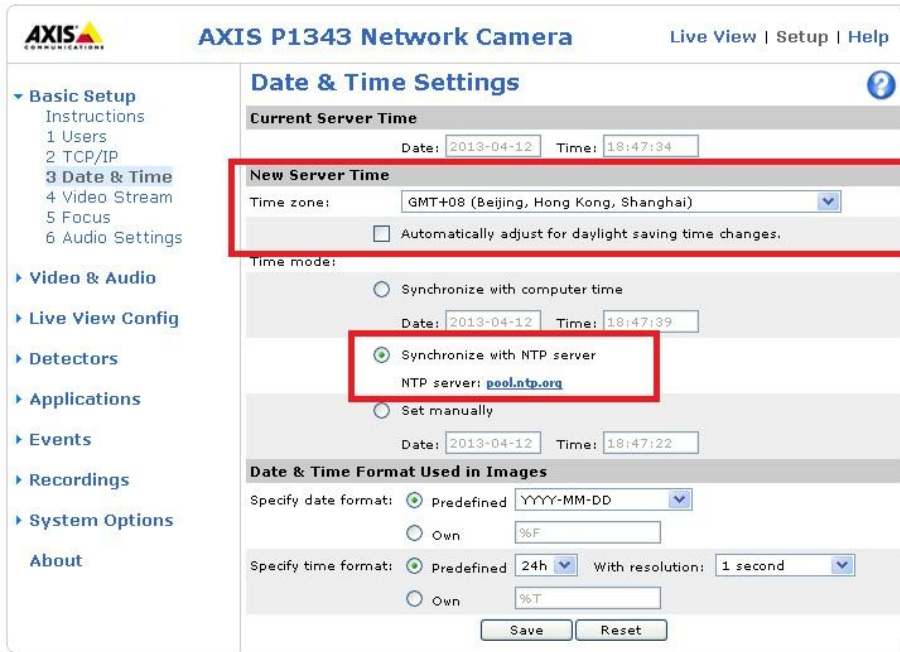 AXIS
COMMUNICATIONS
AXIS P1343 Network Camera
Live View | Setup | Help
Basic Setup
Instructions
1 Users
2 TCP/IP
3 Date & Time
4 Video Stream
5 Focus
6 Audio Settings
Video & Audio
Live View Config
Detectors
Applications
Events
Recordings
System Options
About
Date & Time Settings
?
Current Server Time
Date: 2013-04-12 Time: 18:47:34
New Server Time
Time zone: GMT+08 (Beijing, Hong Kong, Shanghai)
Automatically adjust for daylight saving time changes.
Time mode:
Synchronize with computer time
Date: 2013-04-12 Time: 18:47:39
Synchronize with NTP server
NTP server: pool.ntp.org
Set manually
Date: 2013-04-12 Time: 18:47:22
Date & Time Format Used in Images
Specify date format: Predefined YYYY-MM-DD
Own %F
Specify time format: Predefined 24h With resolution: 1 second
Own %T
Save Reset